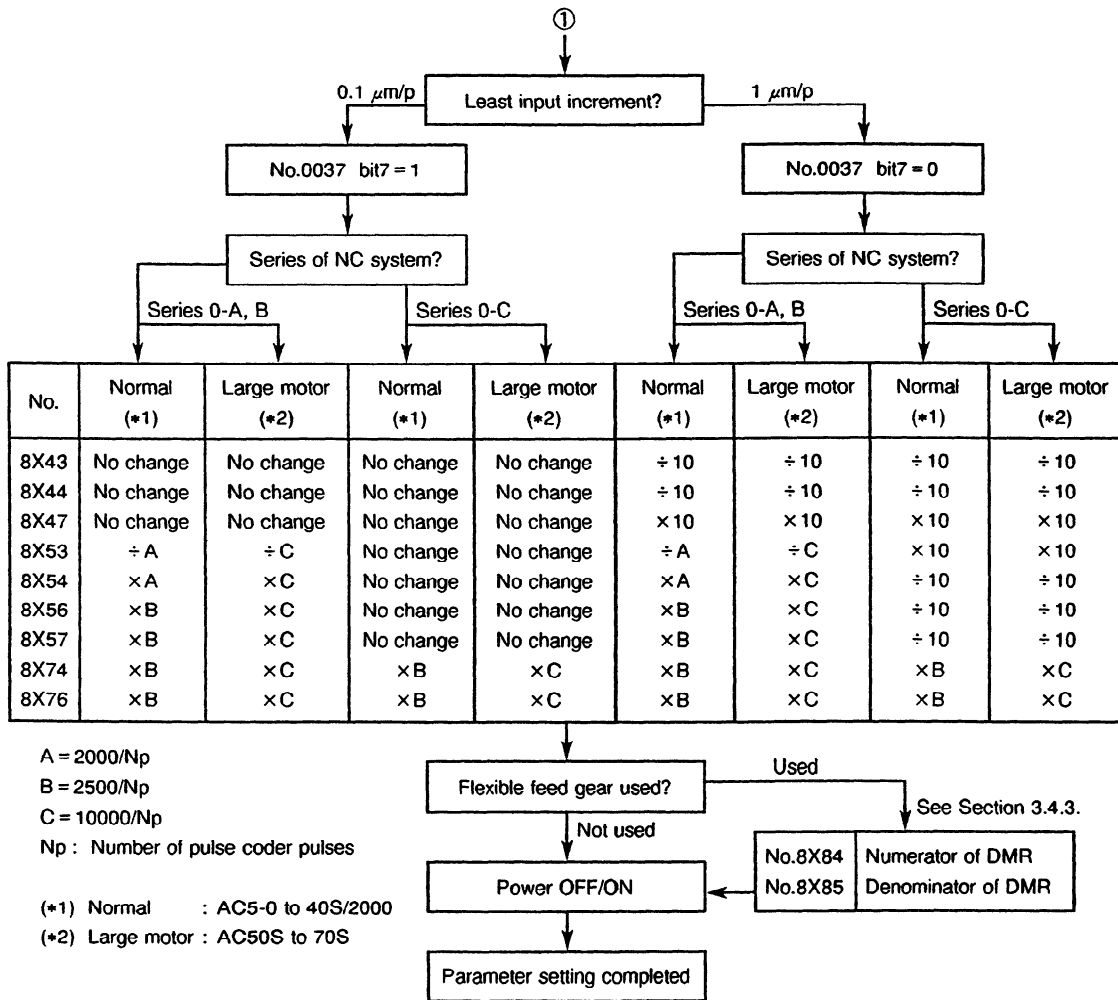 ①
0.1 μm/p
Least input increment?
1 μm/p
No.0037 bit7 = 1
No.0037 bit7 = 0
Series of NC system?
Series of NC system?
Series 0-A, B
Series 0-C
Series 0-A, B
Series 0-C
No. Normal (*1) Large motor (*2) Normal (*1) Large motor (*2) Normal (*1) Large motor (*2) Normal (*1) Large motor (*2)
8X43 No change No change No change No change ÷10 ÷10 ÷10 ÷10
8X44 No change No change No change No change ÷10 ÷10 ÷10 ÷10
8X47 No change No change No change No change ×10 ×10 ×10 ×10
8X53 ÷A ÷C No change No change ÷A ÷C ×10 ×10
8X54 ×A ×C No change No change ×A ×C ÷10 ÷10
8X56 ×B ×C No change No change ×B ×C ÷10 ÷10
8X57 ×B ×C No change No change ×B ×C ÷10 ÷10
8X74 ×B ×C ×B ×C ×B ×C ×B ×C
8X76 ×B ×C ×B ×C ×B ×C ×B ×C
A = 2000/Np
B = 2500/Np
C = 10000/Np
Np : Number of pulse coder pulses
(*1) Normal : AC5-0 to 40S/2000
(*2) Large motor : AC50S to 70S
Flexible feed gear used?
Used
See Section 3.4.3.
Not used
No.8X84 Numerator of DMR
No.8X85 Denominator of DMR
Power OFF/ON
Parameter setting completed